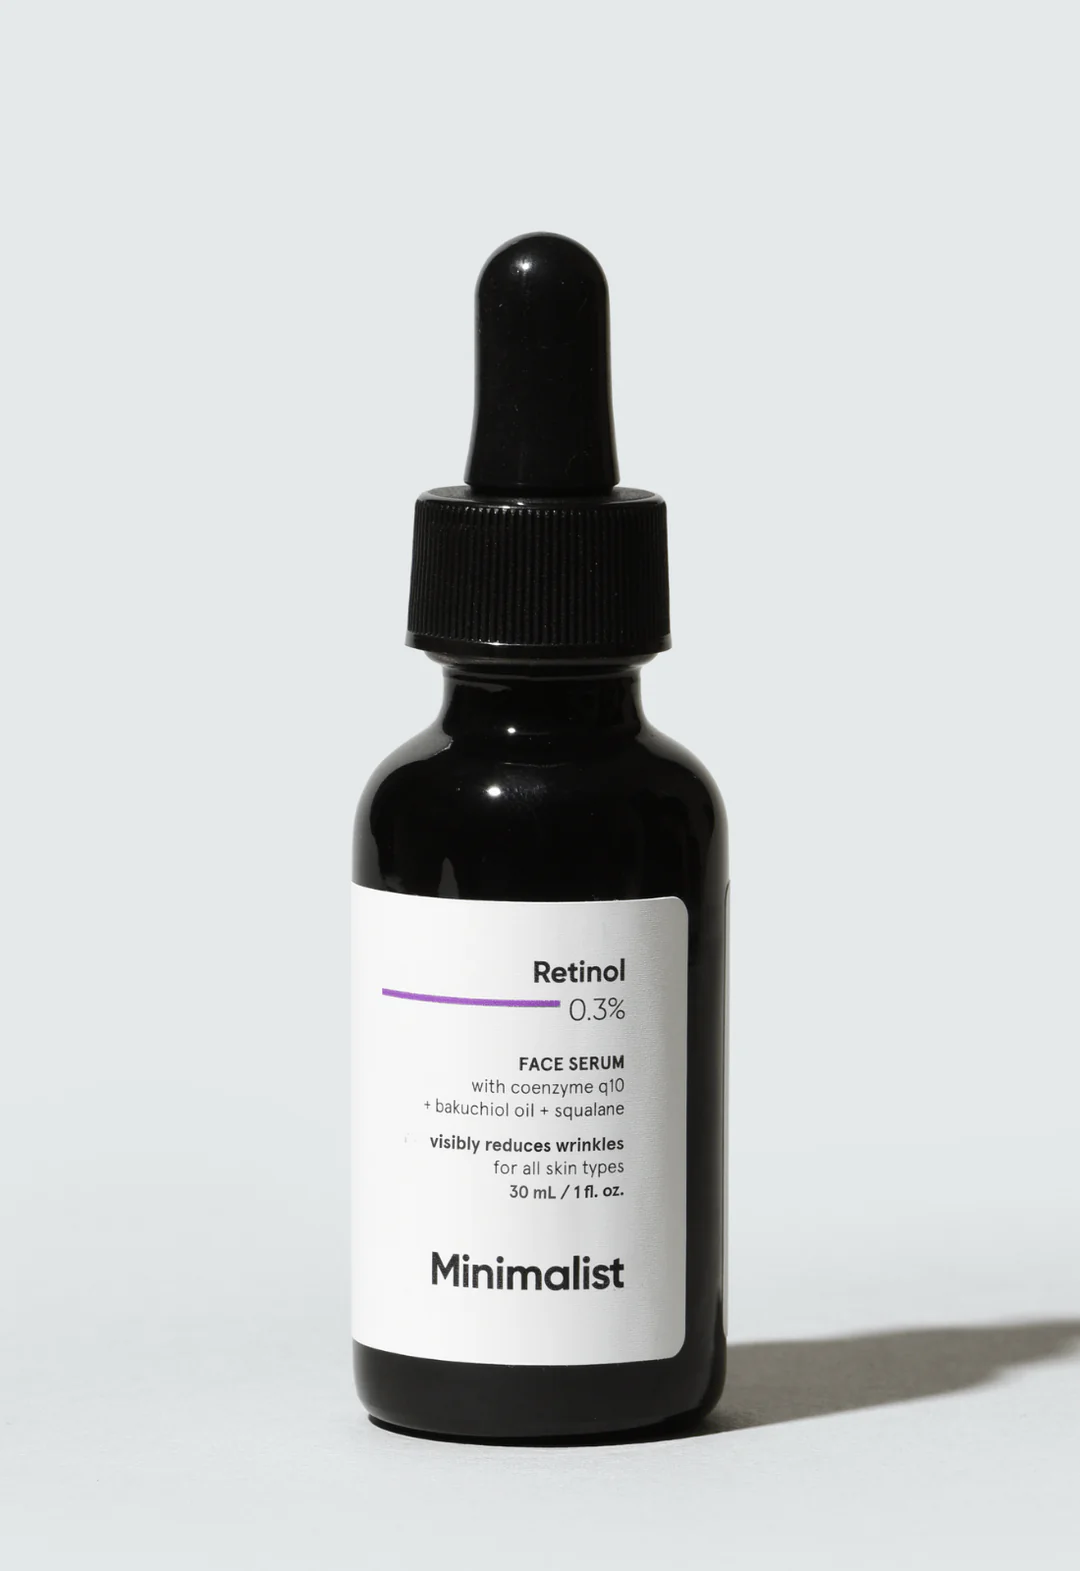 Retinol
0.3%
FACE SERUM
with coenzyme q10
+ bakuchiol oil + squalane
visibly reduces wrinkles
for all skin types
30 mL / 1 fl. oz.
Minimalist